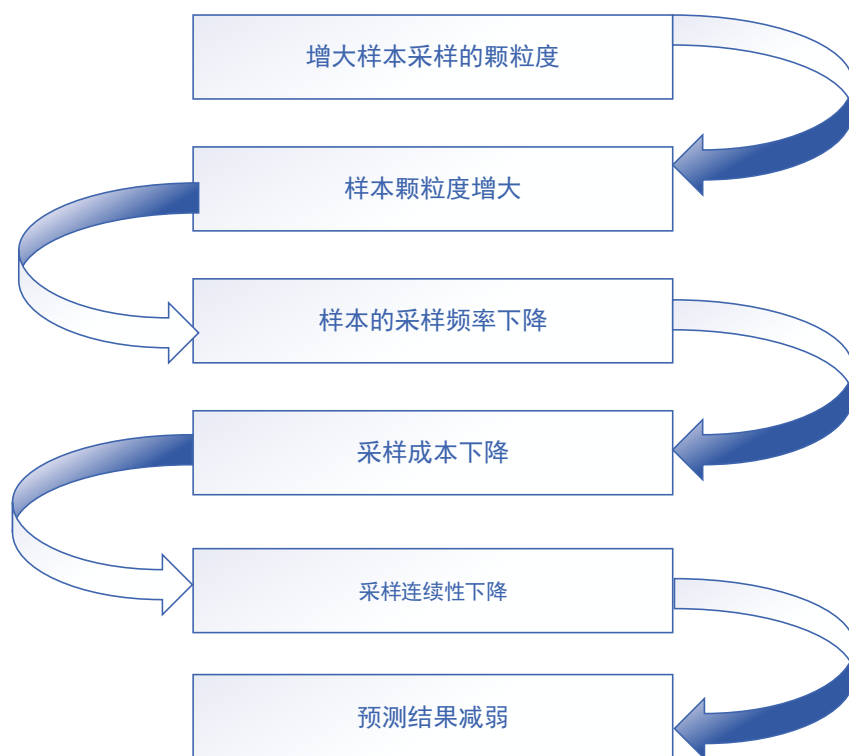 增大样本采样的颗粒度
样本颗粒度增大
样本的采样频率下降
采样成本下降
采样连续性下降
预测结果减弱